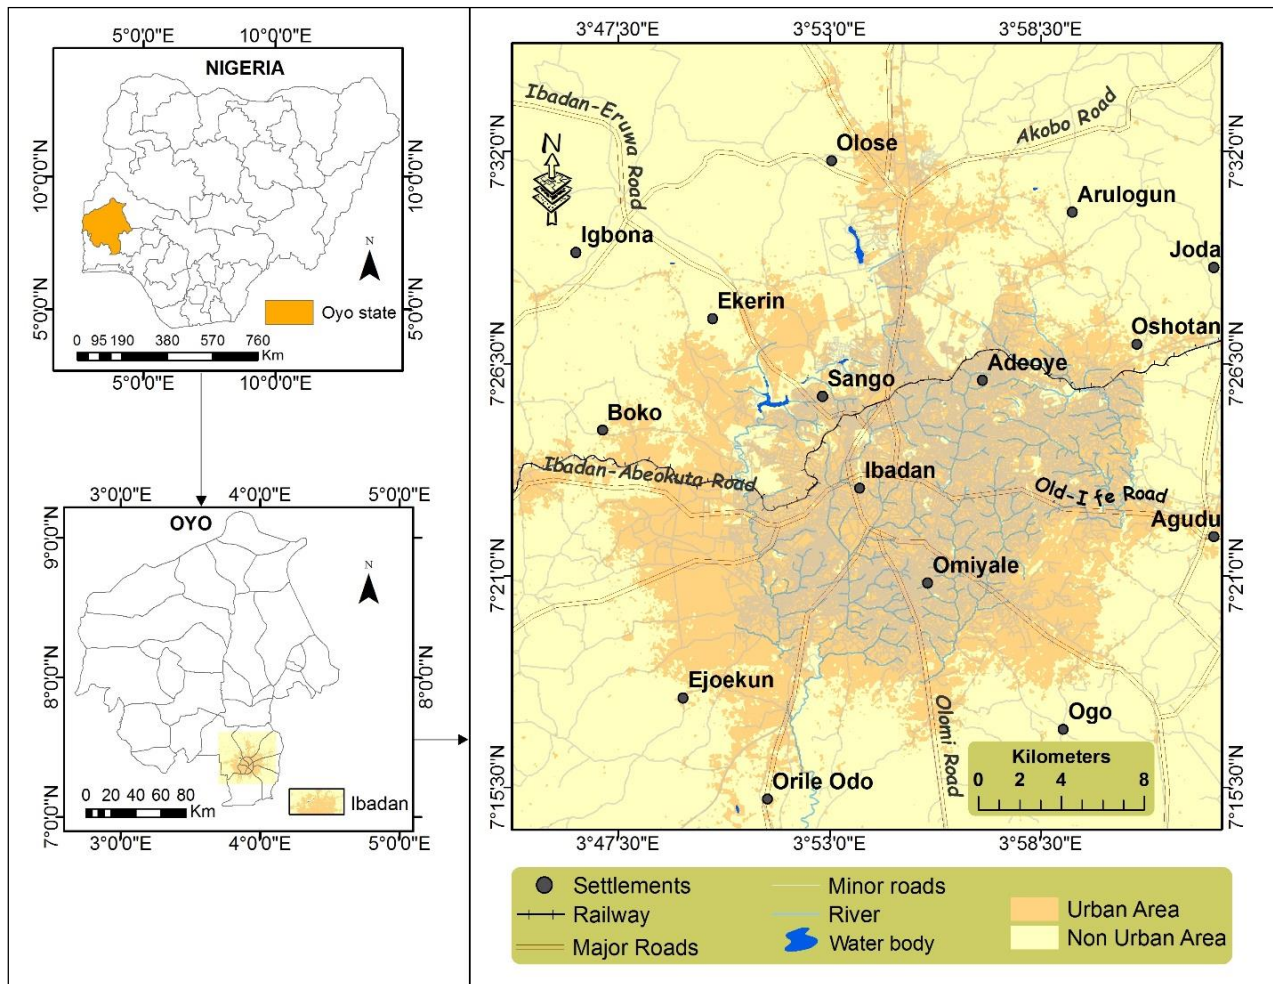 5°0'0"E 10°0'0"E
NIGERIA
10°0'0"N
5°0'0"N
10°0'0"N
5°0'0"N
N
Oyo state
0 95 190 380 570 760
Km
5°0'0"E 10°0'0"E
3°0'0"E 4°0'0"E 5°0'0"E
OYO
9°0'0"N
8°0'0"N
7°0'0"N
9°0'0"N
8°0'0"N
7°0'0"N
N
0 20 40 60 80
Km
Ibadan
3°0'0"E 4°0'0"E 5°0'0"E
3°47'30"E 3°53'0"E 3°58'30"E
7°32'0"N
7°26'30"N
7°21'0"N
7°15'30"N
7°32'0"N
7°26'30"N
7°21'0"N
7°15'30"N
Ibadan-Eruwa Road
N
Akobo Road
Olose
Arulogun
Igbona
Joda
Ekerin
Oshotan
Adeoye
Sango
Boko
Ibadan-Abeokuta Road
Ibadan
Old-Ife Road
Agudu
Omiyale
Ejoekun
Olomi Road
Ogo
Orile Odo
Kilometers
0 2 4 8
3°47'30"E 3°53'0"E 3°58'30"E
Settlements
Railway
Major Roads
Minor roads
River
Water body
Urban Area
Non Urban Area